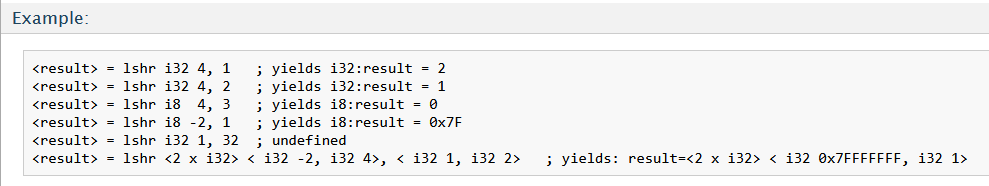 Example:
<result> = lshr i32 4, 1   ; yields i32:result = 2
<result> = lshr i32 4, 2   ; yields i32:result = 1
<result> = lshr i8  4, 3   ; yields i8:result = 0
<result> = lshr i8 -2, 1   ; yields i8:result = 0x7F
<result> = lshr i32 1, 32  ; undefined
<result> = lshr <2 x i32> < i32 -2, i32 4>, < i32 1, i32 2>   ; yields: result=<2 x i32> < i32 0x7FFFFFFF, i32 1>